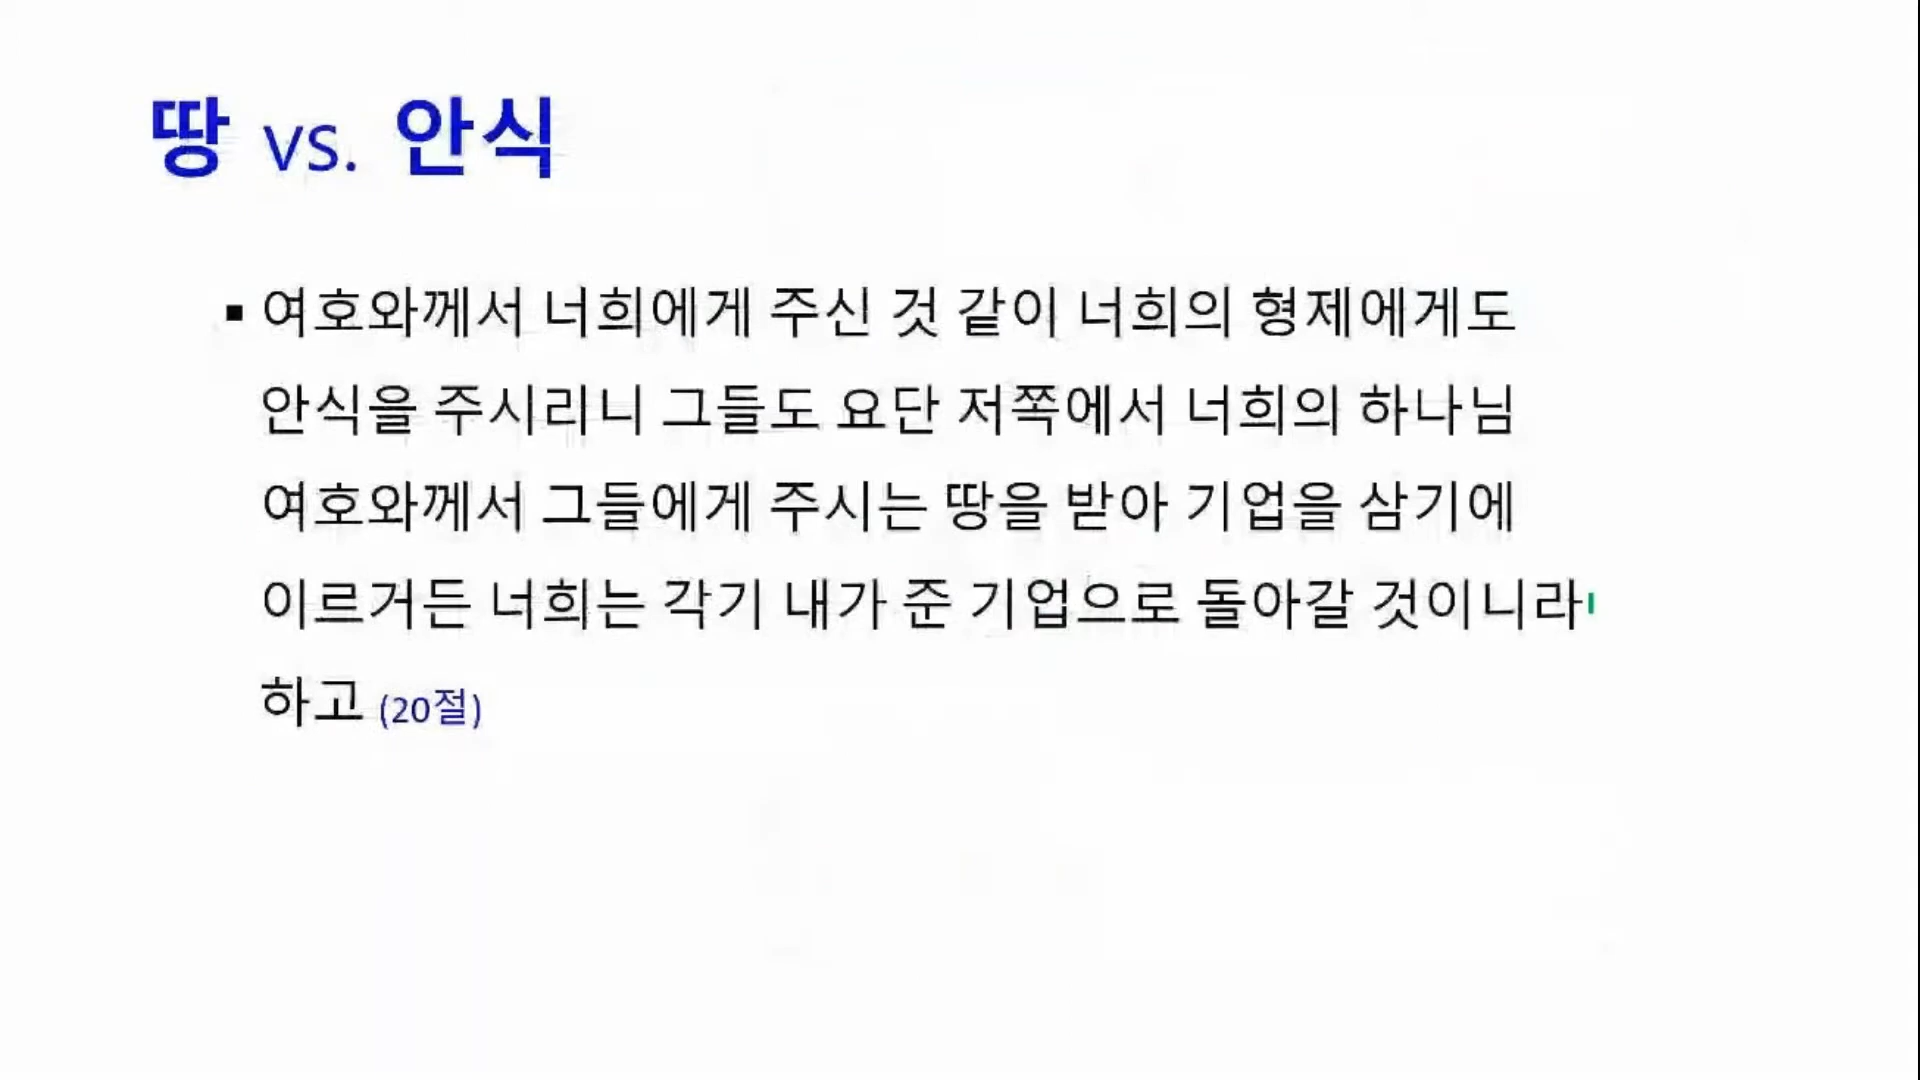 땅 vs. 안식
▪ 여호와께서 너희에게 주신 것 같이 너희의 형제에게도
안식을 주시리니 그들도 요단 저쪽에서 너희의 하나님
여호와께서 그들에게 주시는 땅을 받아 기업을 삼기에
이르거든 너희는 각기 내가 준 기업으로 돌아갈 것이니라
하고 (20절)